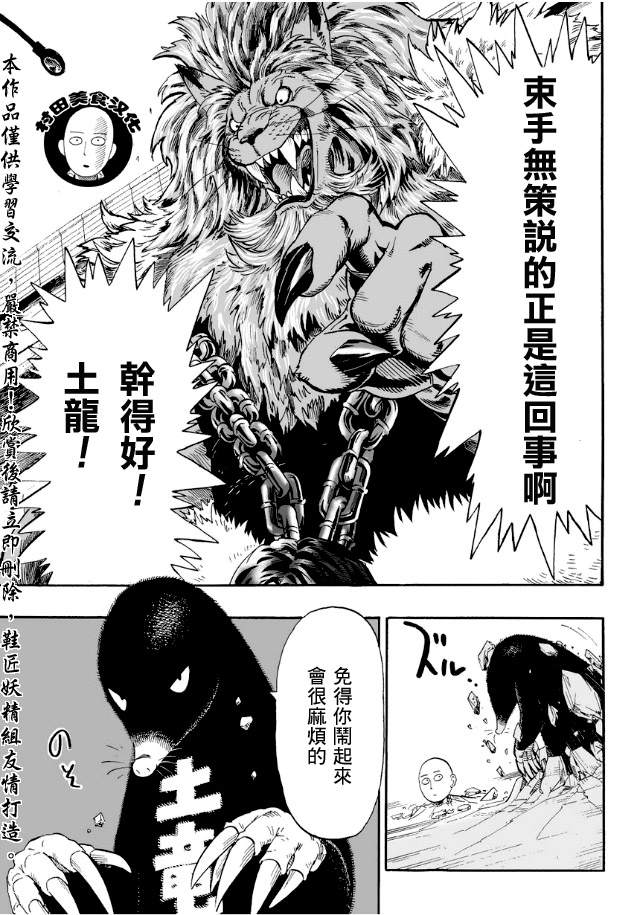 束手無策說的正是這回事啊
幹得好！
土龍！
村田美食汉化
本作品僅供學習交流，嚴禁商用！欣賞後請立即刪除，鞋匠妖精組友情打造。
ズル…
免得你鬧起來
會很麻煩的
土竜
のそ